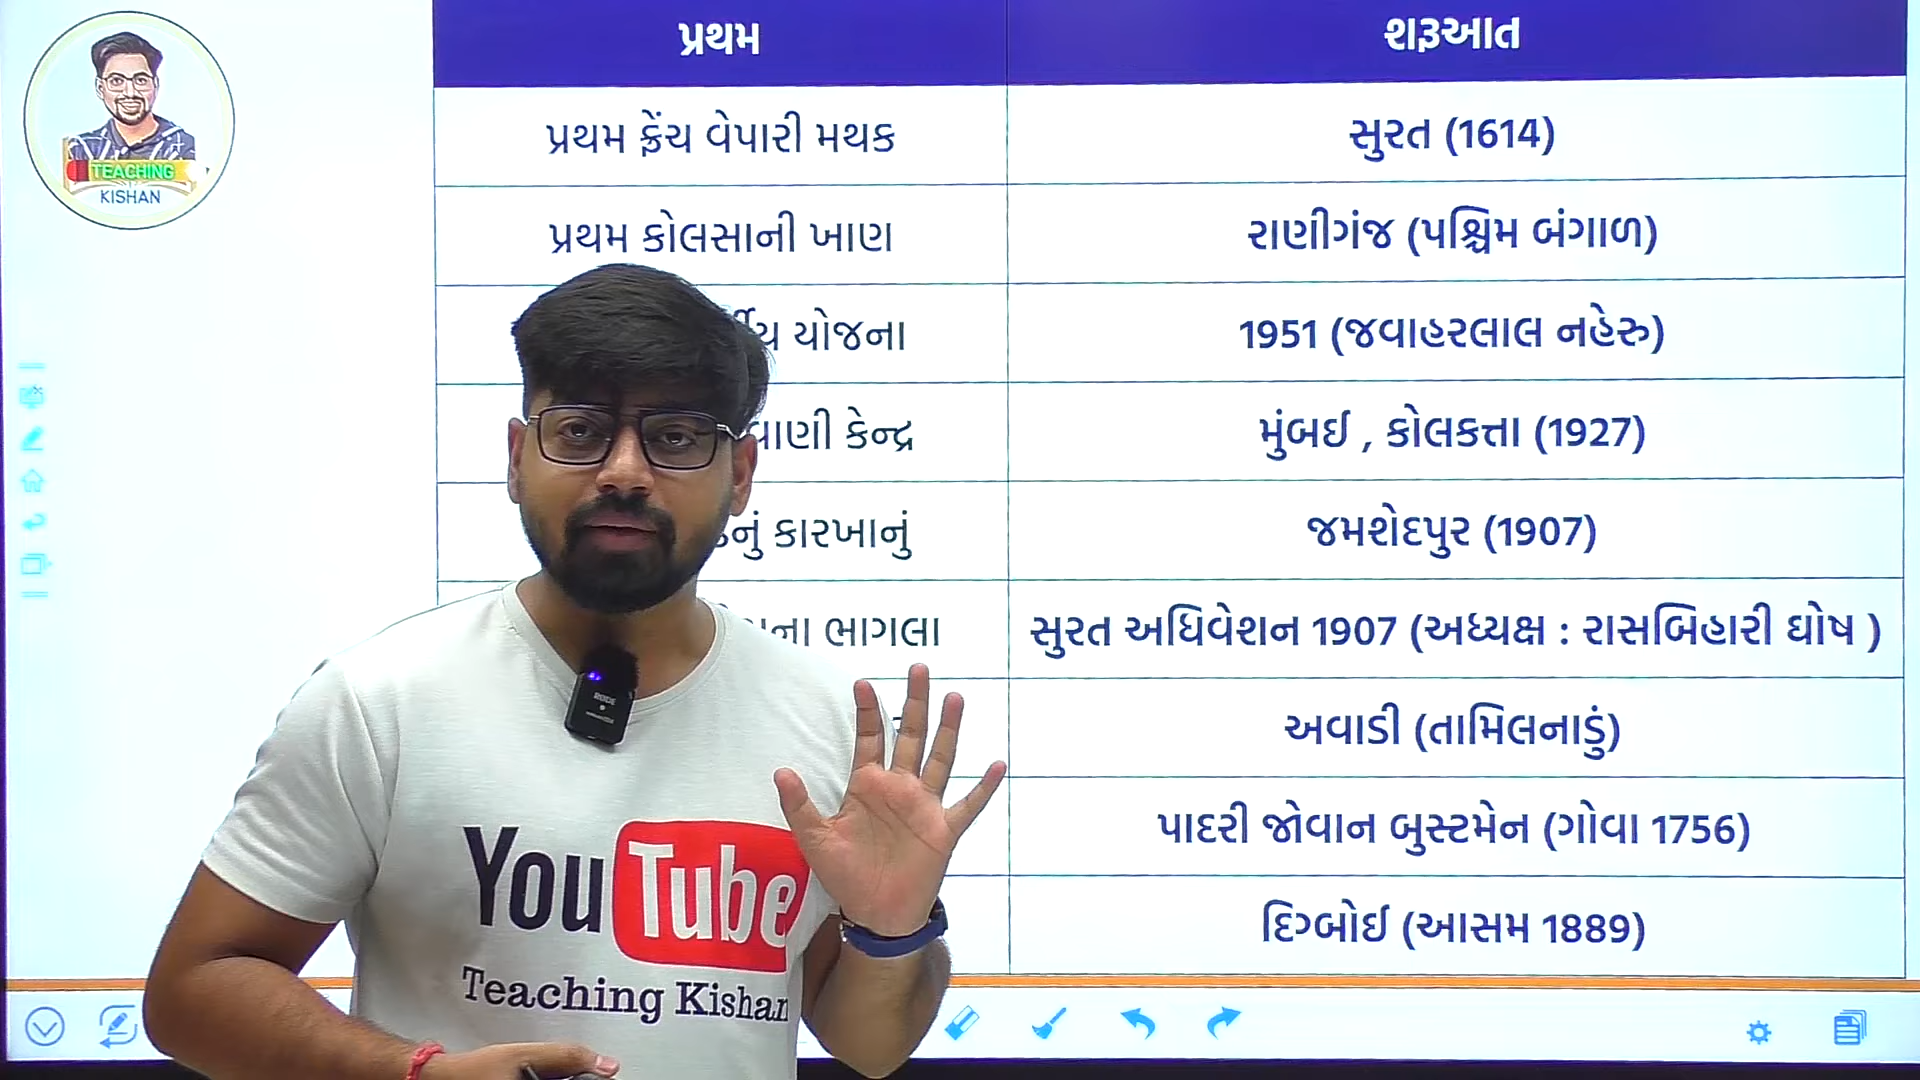 પ્રથમ શરૂઆત
પ્રથમ ફ્રેંચ વેપારી મથક સુરત (1614)
પ્રથમ કોલસાની ખાણ રાણીગંજ (પશ્ચિમ બંગાળ)
યોજના 1951 (જવાહરલાલ નહેરુ)
કેન્દ્ર મુંબઈ , કોલકત્તા (1927)
કારખાનું જમશેદપુર (1907)
ભાગલા સુરત અધિવેશન 1907 (અધ્યક્ષ : રાસબિહારી ઘોષ )
અવાડી (તામિલનાડું)
પાદરી જોવાન બુસ્ટમેન (ગોવા 1756)
દિગ્બોઈ (આસમ 1889)
TEACHING
KISHAN
RØDE
YouTube
Teaching Kishan